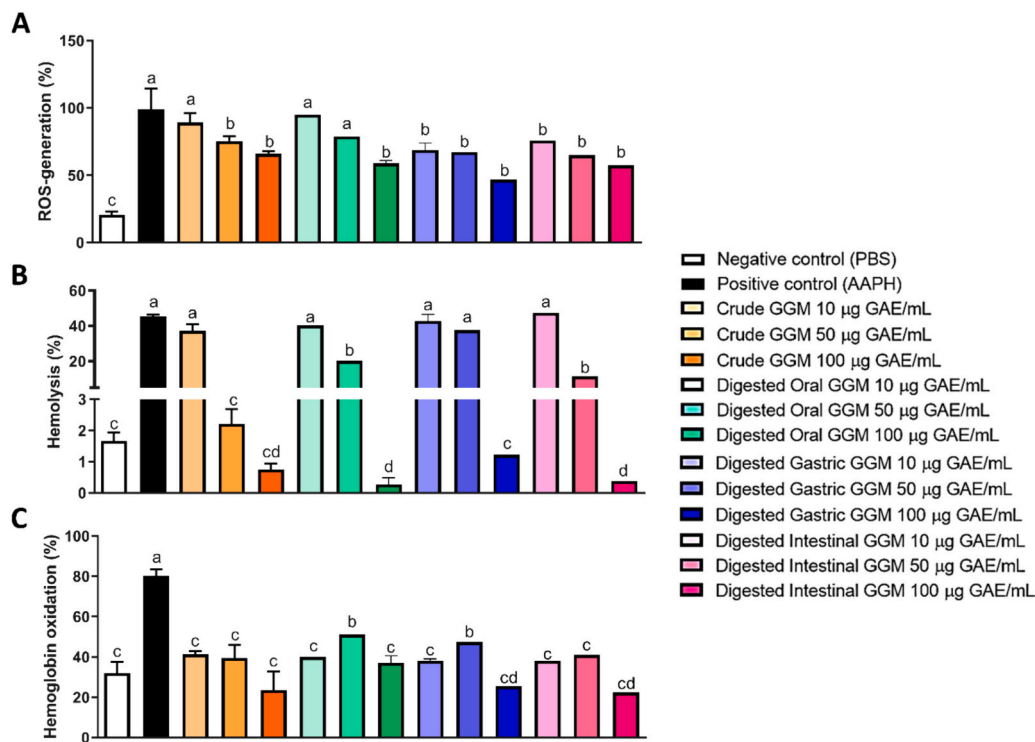 A
150
100
50
0
ROS-generation (%)
c a a b b a a b b b b b b b
B
60
40
20
3
2
1
0
Hemolysis (%)
c a a c cd a b d a a c a b d
C
100
80
60
40
20
0
Hemoglobin oxidation (%)
c a c c cd c b c c b cd c c cd
Negative control (PBS)
Positive control (AAPH)
Crude GGM 10 μg GAE/mL
Crude GGM 50 μg GAE/mL
Crude GGM 100 μg GAE/mL
Digested Oral GGM 10 μg GAE/mL
Digested Oral GGM 50 μg GAE/mL
Digested Oral GGM 100 μg GAE/mL
Digested Gastric GGM 10 μg GAE/mL
Digested Gastric GGM 50 μg GAE/mL
Digested Gastric GGM 100 μg GAE/mL
Digested Intestinal GGM 10 μg GAE/mL
Digested Intestinal GGM 50 μg GAE/mL
Digested Intestinal GGM 100 μg GAE/mL